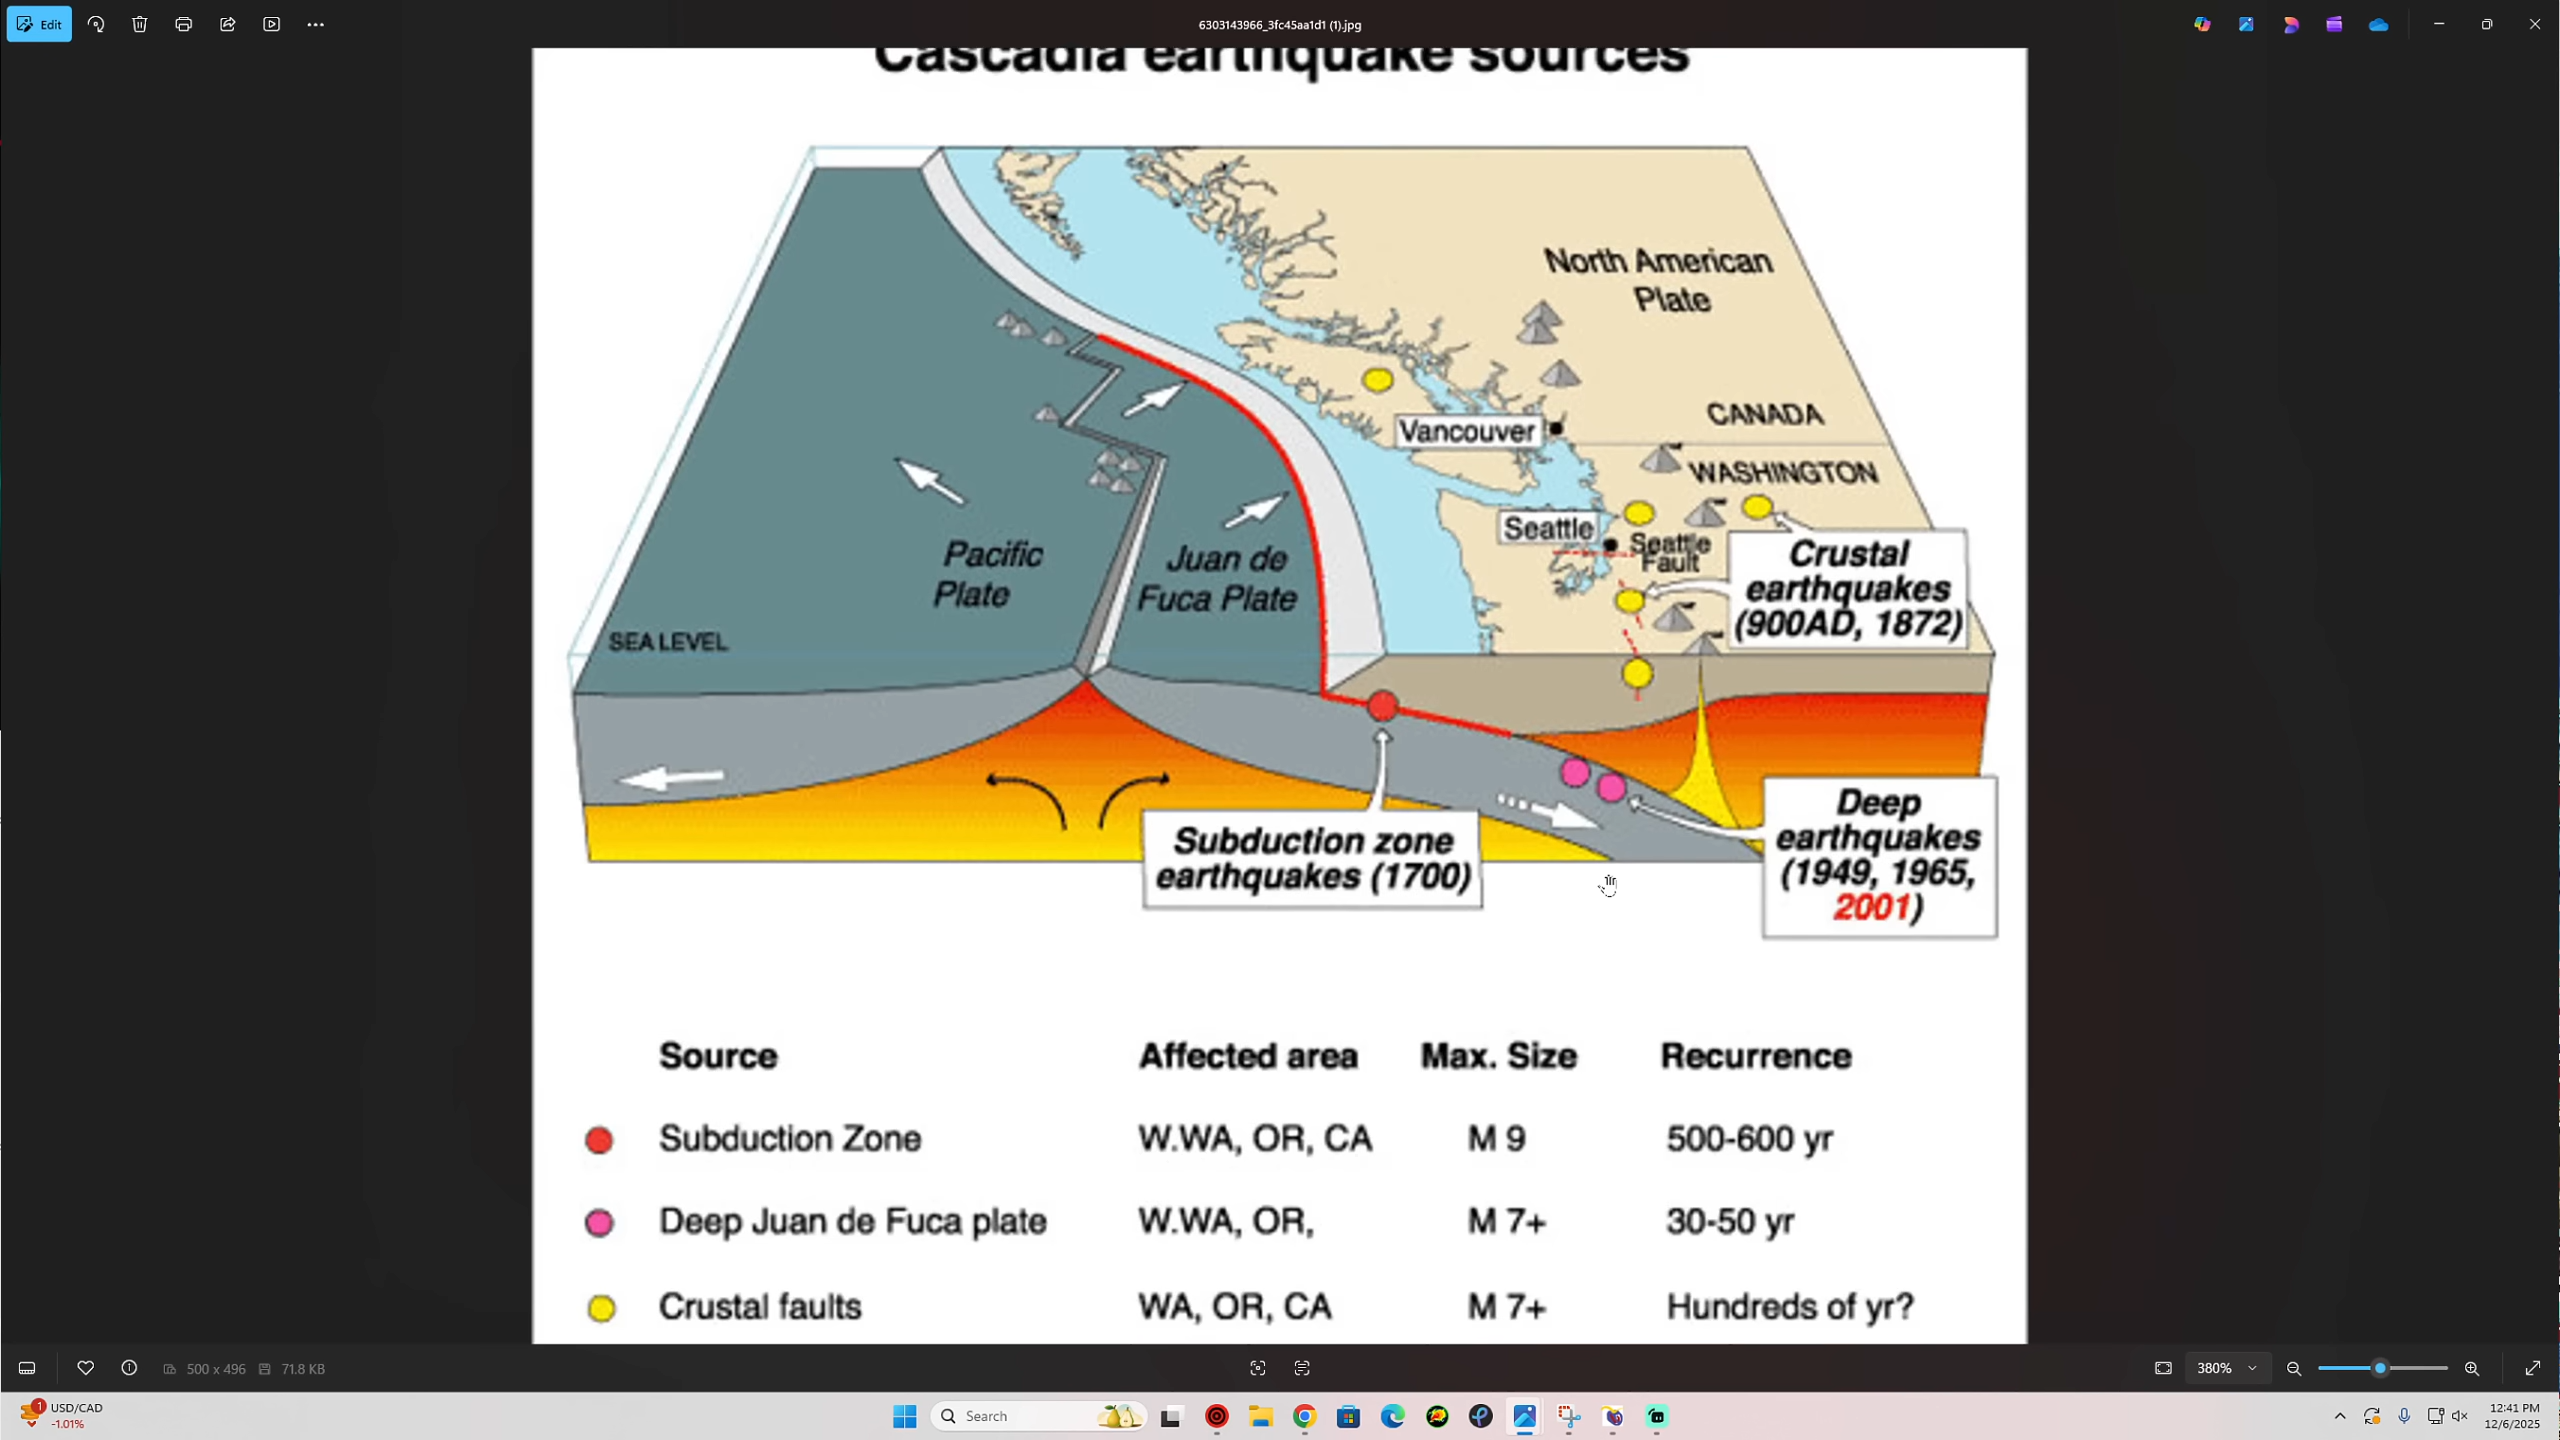 Edit
6303143966_3fc45aa1d1 (1).jpg
Cascadia earthquake sources
North American
Plate
CANADA
Vancouver
WASHINGTON
Seattle
Seattle
Fault
Crustal
earthquakes
(900AD, 1872)
Pacific
Plate
Juan de
Fuca Plate
SEA LEVEL
Subduction zone
earthquakes (1700)
Deep
earthquakes
(1949, 1965,
2001)
Source Affected area Max. Size Recurrence
Subduction Zone W.WA, OR, CA M 9 500-600 yr
Deep Juan de Fuca plate W.WA, OR, M 7+ 30-50 yr
Crustal faults WA, OR, CA M 7+ Hundreds of yr?
500 x 496 71.8 KB
380%
1
USD/CAD
-1.01%
Search
12:41 PM
12/6/2025